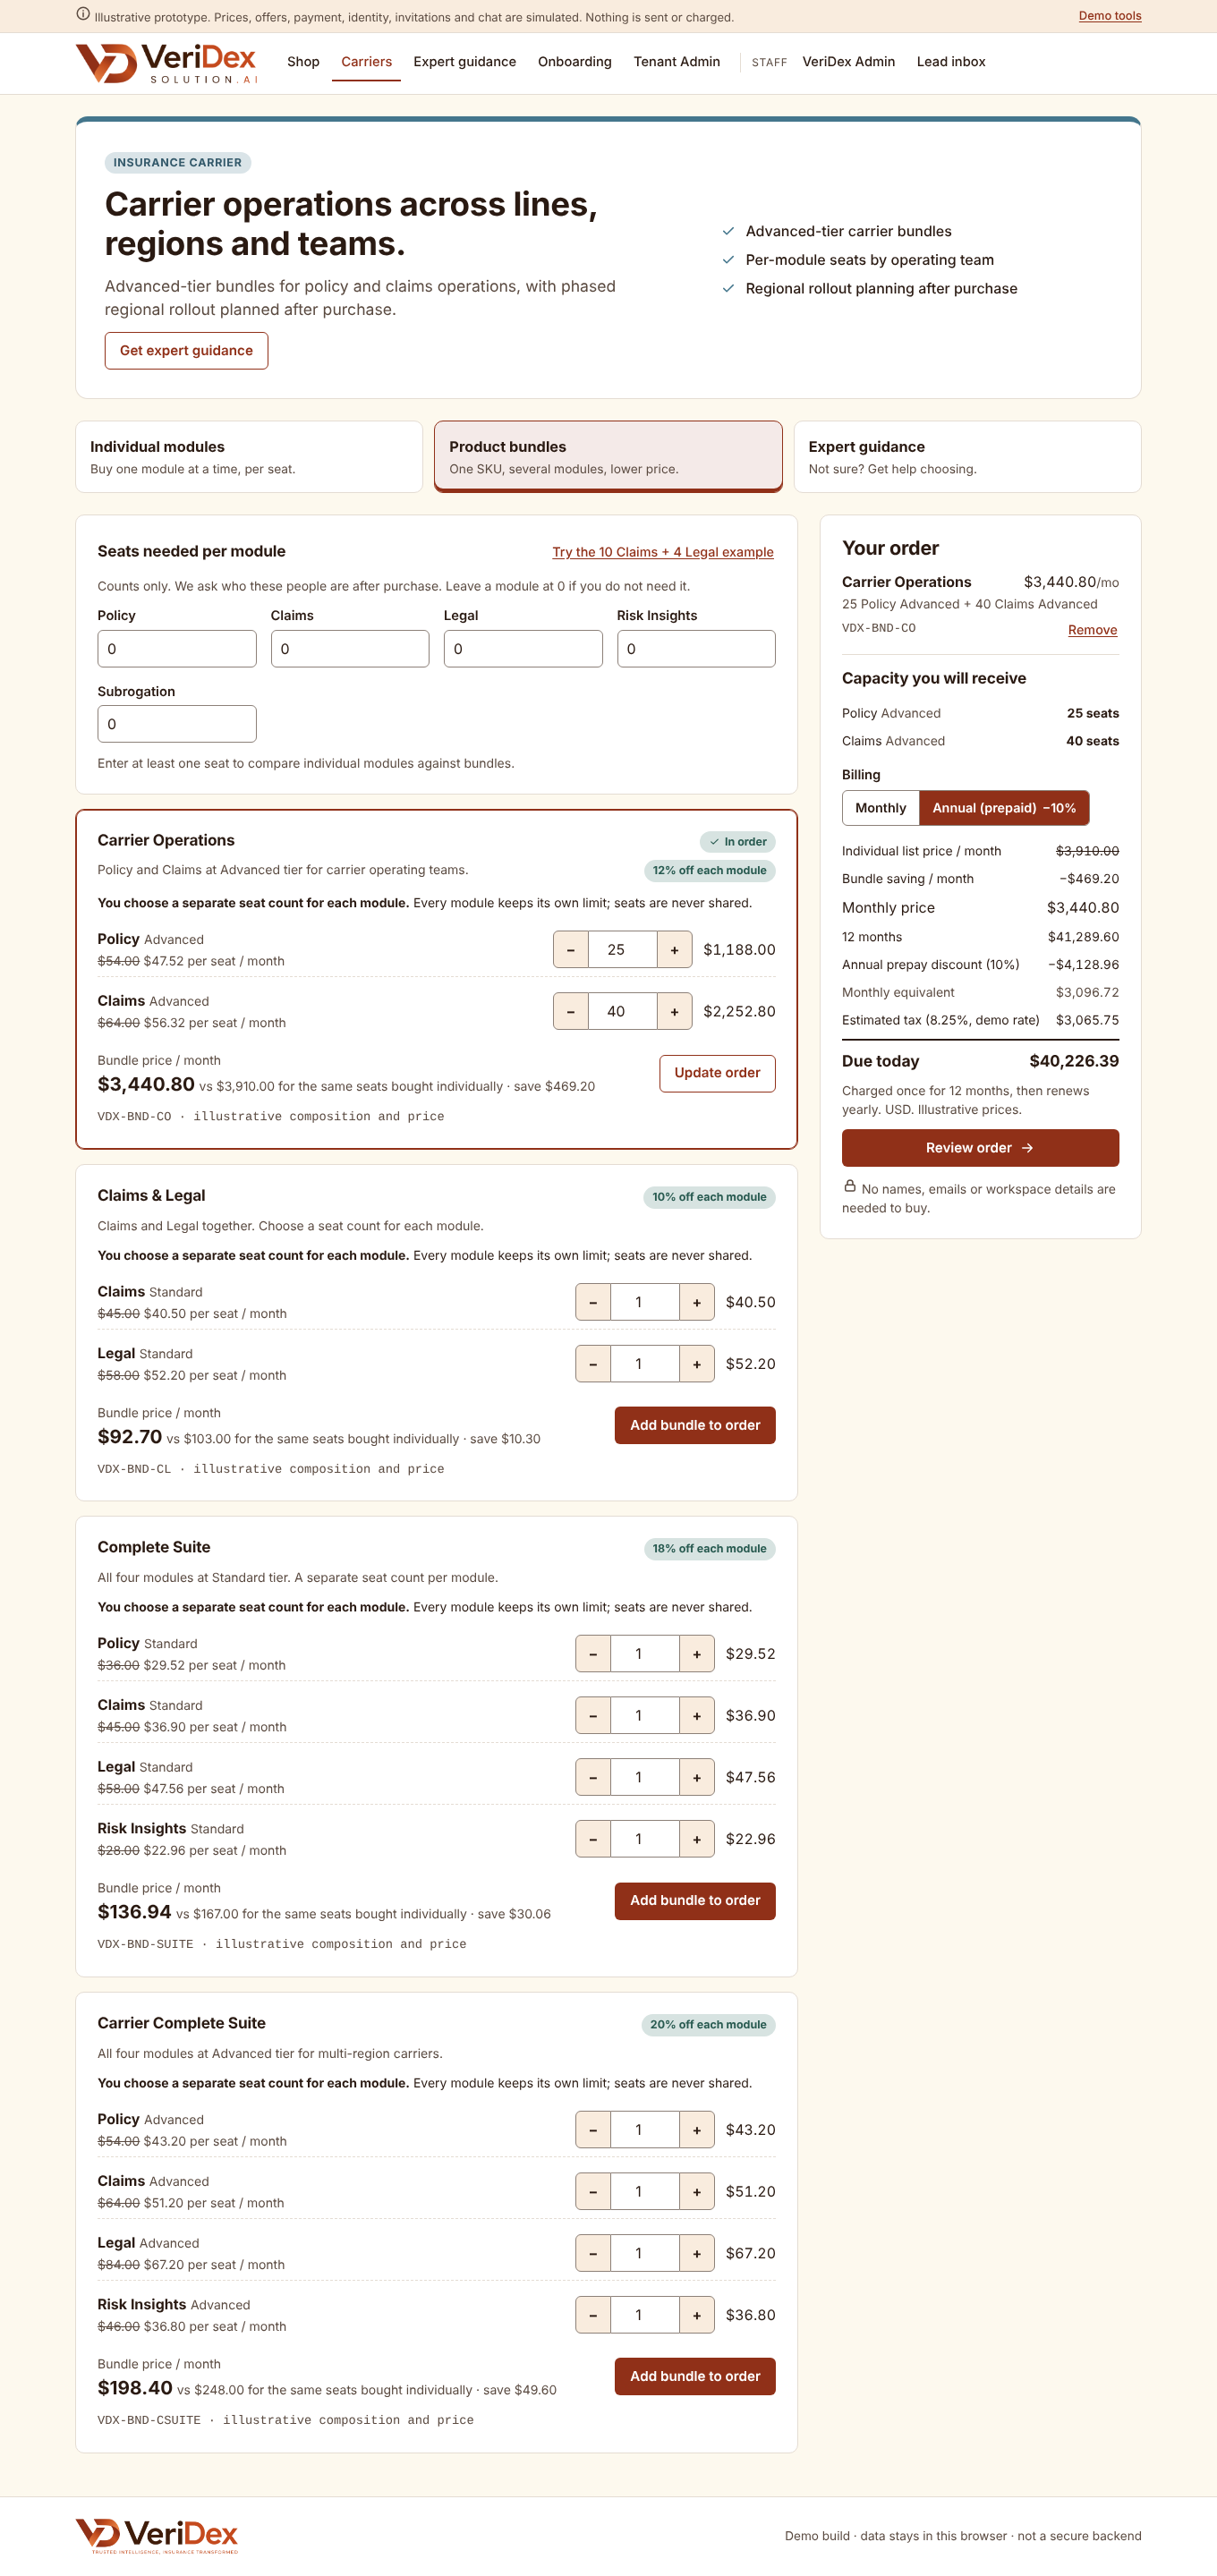 Illustrative prototype. Prices, offers, payment, identity, invitations and chat are simulated. Nothing is sent or charged.
Demo tools
VeriDex
SOLUTION.AI
Shop
Carriers
Expert guidance
Onboarding
Tenant Admin
STAFF
VeriDex Admin
Lead inbox
INSURANCE CARRIER
Carrier operations across lines,
regions and teams.
Advanced-tier bundles for policy and claims operations, with phased
regional rollout planned after purchase.
Get expert guidance
Advanced-tier carrier bundles
Per-module seats by operating team
Regional rollout planning after purchase
Individual modules
Buy one module at a time, per seat.
Product bundles
One SKU, several modules, lower price.
Expert guidance
Not sure? Get help choosing.
Seats needed per module
Try the 10 Claims + 4 Legal example
Counts only. We ask who these people are after purchase. Leave a module at 0 if you do not need it.
Policy
0
Claims
0
Legal
0
Risk Insights
0
Subrogation
0
Enter at least one seat to compare individual modules against bundles.
Carrier Operations
✓ In order
Policy and Claims at Advanced tier for carrier operating teams.
12% off each module
You choose a separate seat count for each module. Every module keeps its own limit; seats are never shared.
Policy Advanced
$54.00 $47.52 per seat / month
− 25 + $1,188.00
Claims Advanced
$64.00 $56.32 per seat / month
− 40 + $2,252.80
Bundle price / month
$3,440.80 vs $3,910.00 for the same seats bought individually · save $469.20
Update order
VDX-BND-CO · illustrative composition and price
Claims & Legal
10% off each module
Claims and Legal together. Choose a seat count for each module.
You choose a separate seat count for each module. Every module keeps its own limit; seats are never shared.
Claims Standard
$45.00 $40.50 per seat / month
− 1 + $40.50
Legal Standard
$58.00 $52.20 per seat / month
− 1 + $52.20
Bundle price / month
$92.70 vs $103.00 for the same seats bought individually · save $10.30
Add bundle to order
VDX-BND-CL · illustrative composition and price
Complete Suite
18% off each module
All four modules at Standard tier. A separate seat count per module.
You choose a separate seat count for each module. Every module keeps its own limit; seats are never shared.
Policy Standard
$36.00 $29.52 per seat / month
− 1 + $29.52
Claims Standard
$45.00 $36.90 per seat / month
− 1 + $36.90
Legal Standard
$58.00 $47.56 per seat / month
− 1 + $47.56
Risk Insights Standard
$28.00 $22.96 per seat / month
− 1 + $22.96
Bundle price / month
$136.94 vs $167.00 for the same seats bought individually · save $30.06
Add bundle to order
VDX-BND-SUITE · illustrative composition and price
Carrier Complete Suite
20% off each module
All four modules at Advanced tier for multi-region carriers.
You choose a separate seat count for each module. Every module keeps its own limit; seats are never shared.
Policy Advanced
$54.00 $43.20 per seat / month
− 1 + $43.20
Claims Advanced
$64.00 $51.20 per seat / month
− 1 + $51.20
Legal Advanced
$84.00 $67.20 per seat / month
− 1 + $67.20
Risk Insights Advanced
$46.00 $36.80 per seat / month
− 1 + $36.80
Bundle price / month
$198.40 vs $248.00 for the same seats bought individually · save $49.60
Add bundle to order
VDX-BND-CSUITE · illustrative composition and price
Your order
Carrier Operations $3,440.80/mo
25 Policy Advanced + 40 Claims Advanced
VDX-BND-CO
Remove
Capacity you will receive
Policy Advanced 25 seats
Claims Advanced 40 seats
Billing
Monthly
Annual (prepaid) −10%
Individual list price / month $3,910.00
Bundle saving / month −$469.20
Monthly price $3,440.80
12 months $41,289.60
Annual prepay discount (10%) −$4,128.96
Monthly equivalent $3,096.72
Estimated tax (8.25%, demo rate) $3,065.75
Due today $40,226.39
Charged once for 12 months, then renews
yearly. USD. Illustrative prices.
Review order →
No names, emails or workspace details are
needed to buy.
VeriDex
TRUSTED INTELLIGENCE, INSURANCE TRANSFORMED
Demo build · data stays in this browser · not a secure backend